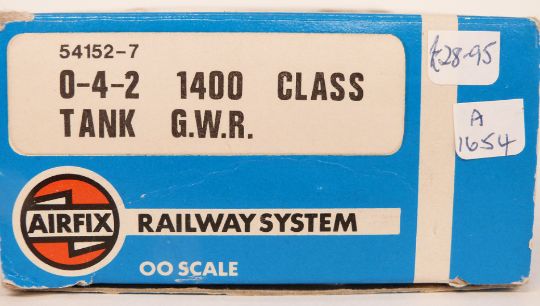 54152-7
0-4-2 1400 CLASS
TANK G.W.R.
£28-95
A
1654
AIRFIX
RAILWAY SYSTEM
OO SCALE